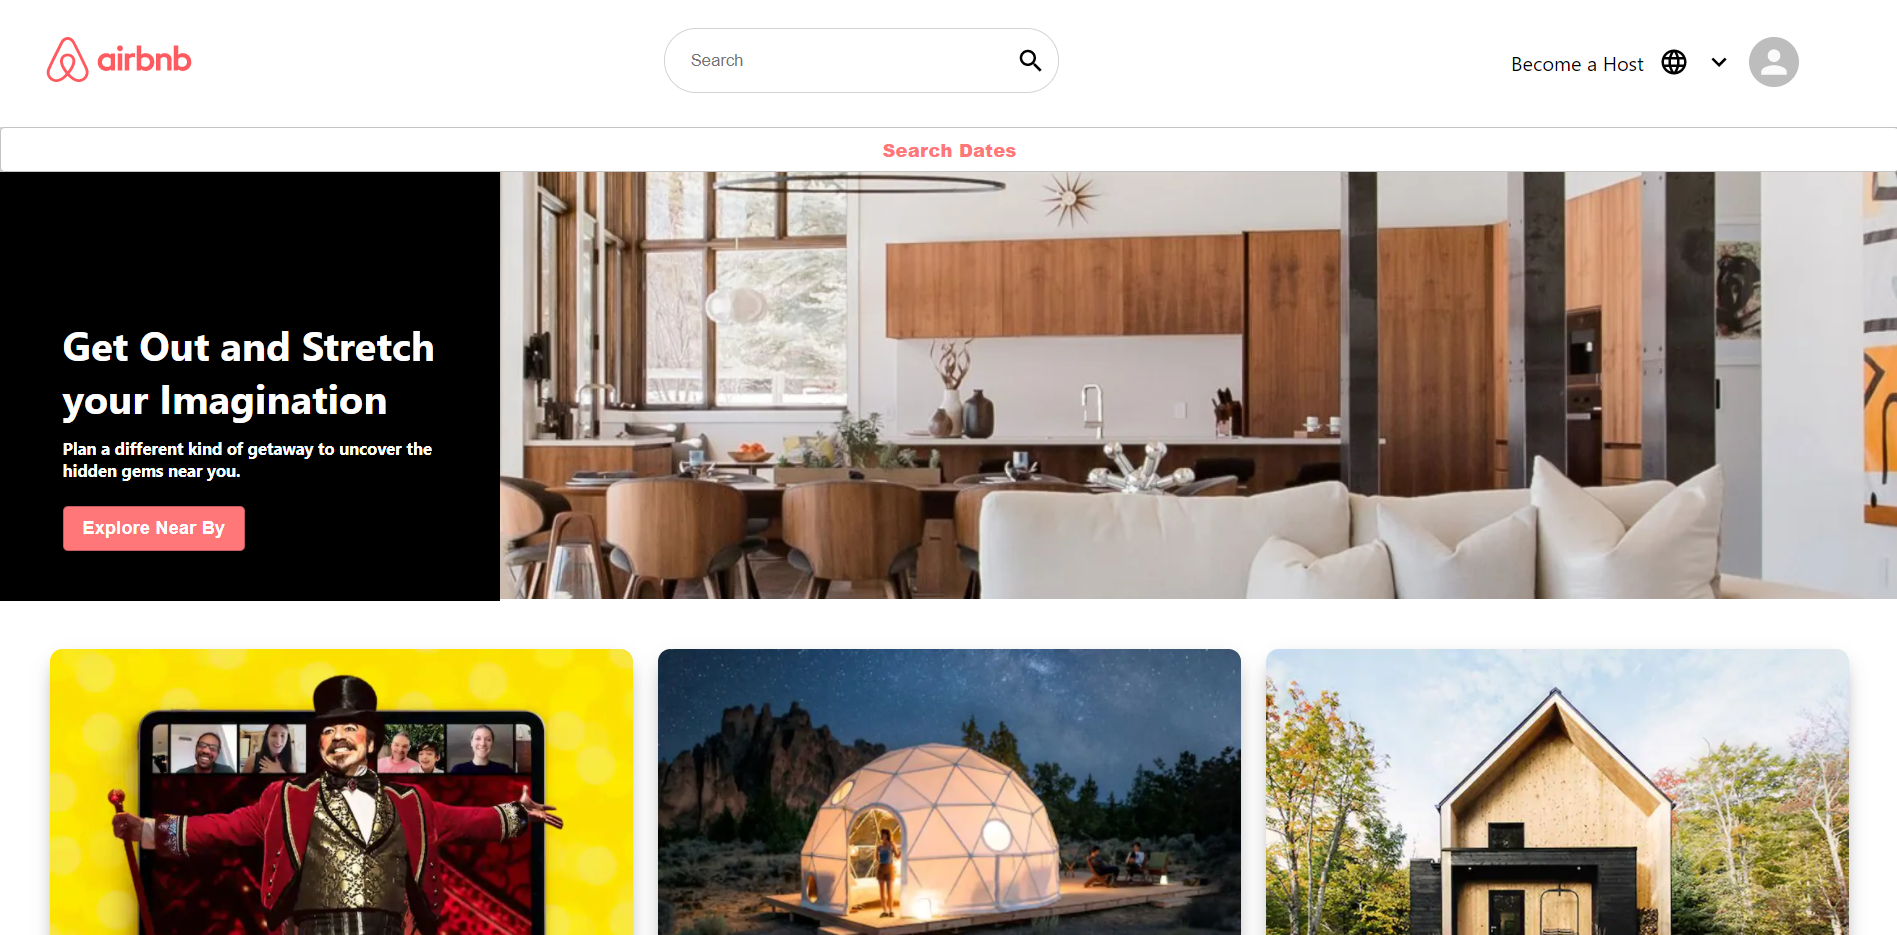 airbnb
Search
Become a Host
Search Dates
Get Out and Stretch
your Imagination
Plan a different kind of getaway to uncover the
hidden gems near you.
Explore Near By